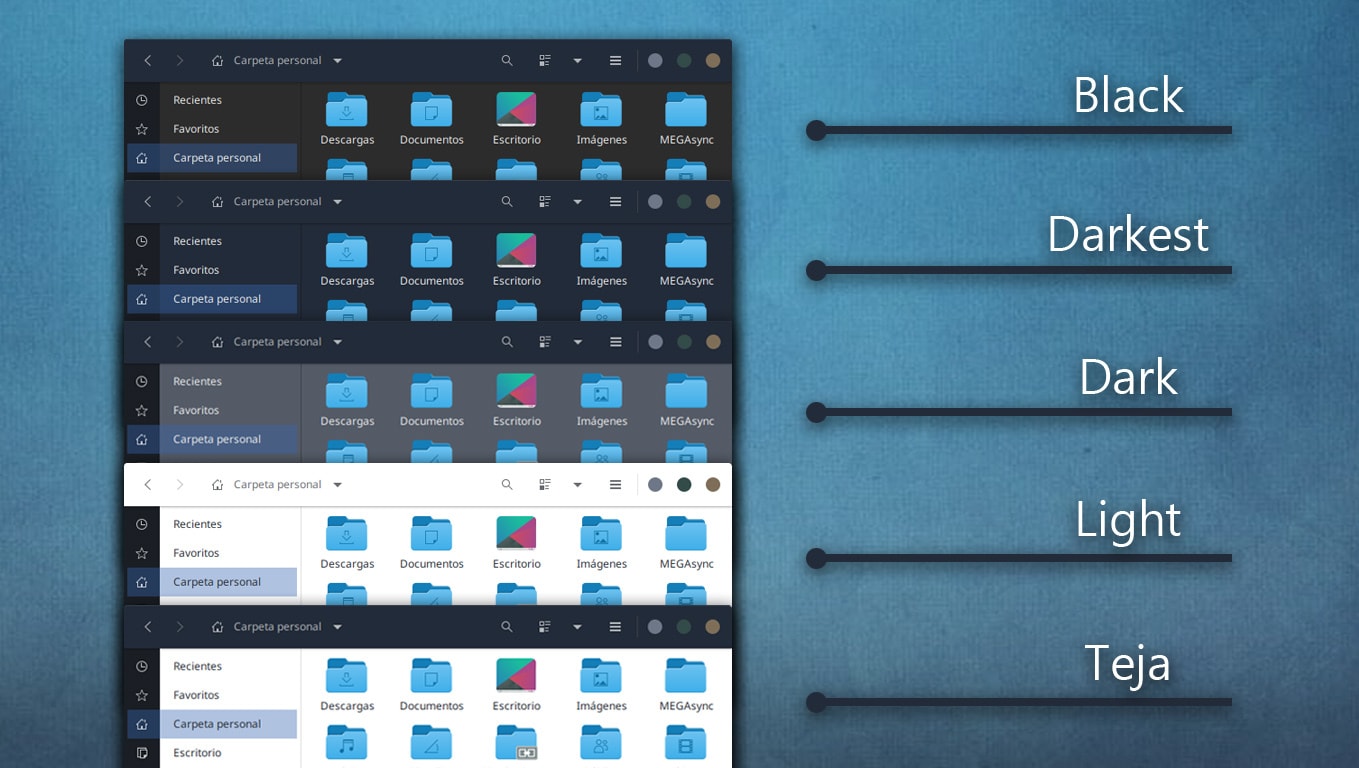 Carpeta personal
Recientes
Favoritos
Carpeta personal
Descargas Documentos Escritorio Imágenes MEGAsync
Black
Carpeta personal
Recientes
Favoritos
Carpeta personal
Descargas Documentos Escritorio Imágenes MEGAsync
Darkest
Carpeta personal
Recientes
Favoritos
Carpeta personal
Descargas Documentos Escritorio Imágenes MEGAsync
Dark
Carpeta personal
Recientes
Favoritos
Carpeta personal
Descargas Documentos Escritorio Imágenes MEGAsync
Light
Carpeta personal
Recientes
Favoritos
Carpeta personal
Escritorio
Descargas Documentos Escritorio Imágenes MEGAsync
Teja